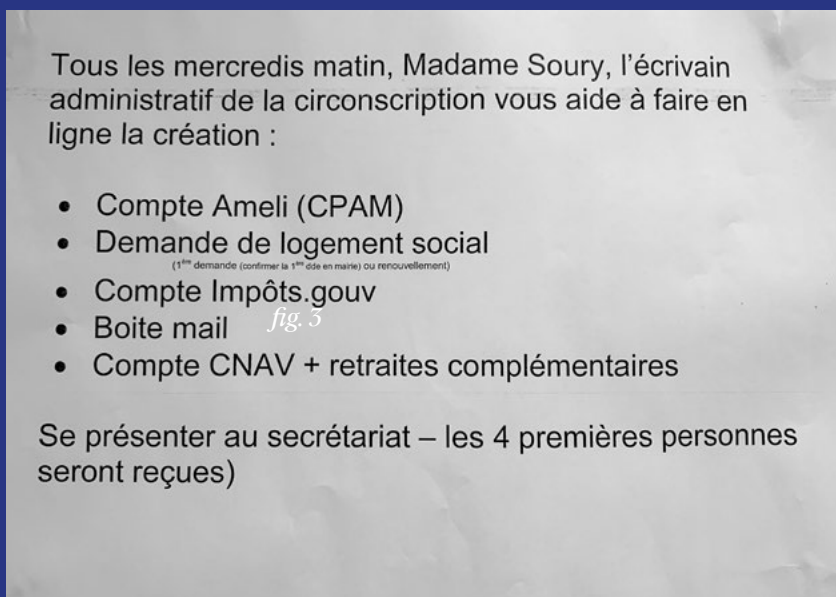 Tous les mercredis matin, Madame Soury, l'écrivain
administratif de la circonscription vous aide à faire en
ligne la création :
• Compte Ameli (CPAM)
• Demande de logement social
(1ère demande (confirmer la 1ère dde en mairie) ou renouvellement)
• Compte Impôts.gouv
fig. 3
• Boite mail
• Compte CNAV + retraites complémentaires
Se présenter au secrétariat – les 4 premières personnes
seront reçues)